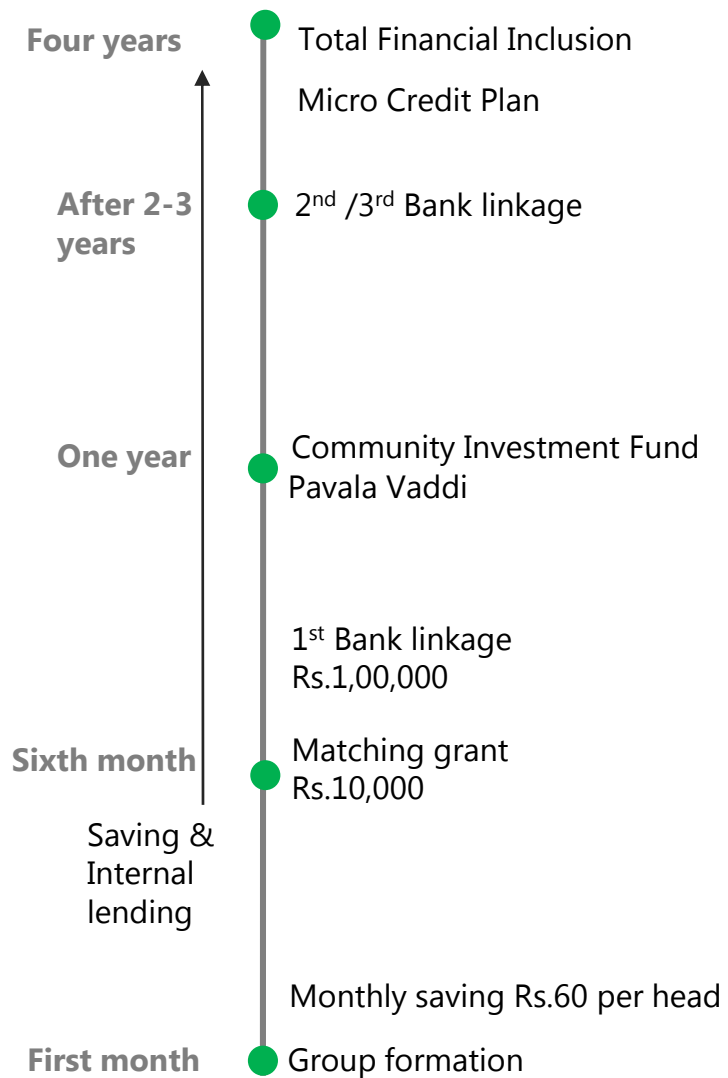 Four years
Total Financial Inclusion
Micro Credit Plan
After 2-3
years
2nd /3rd Bank linkage
One year
Community Investment Fund
Pavala Vaddi
1st Bank linkage
Rs.1,00,000
Sixth month
Matching grant
Rs.10,000
Saving &
Internal
lending
Monthly saving Rs.60 per head
First month
Group formation